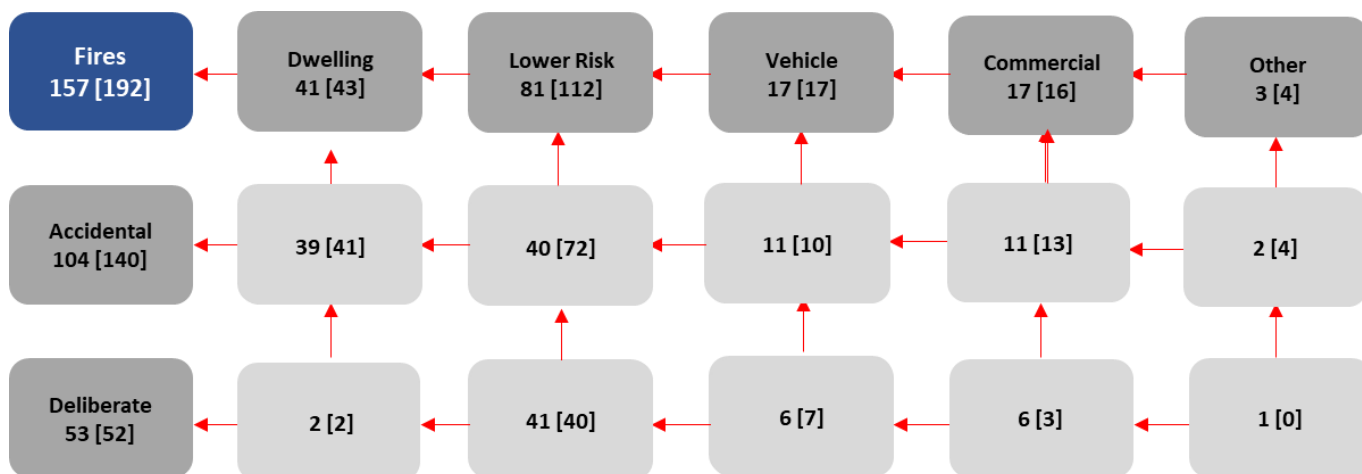 Fires
157 [192]
Dwelling
41 [43]
Lower Risk
81 [112]
Vehicle
17 [17]
Commercial
17 [16]
Other
3 [4]
Accidental
104 [140]
39 [41]
40 [72]
11 [10]
11 [13]
2 [4]
Deliberate
53 [52]
2 [2]
41 [40]
6 [7]
6 [3]
1 [0]